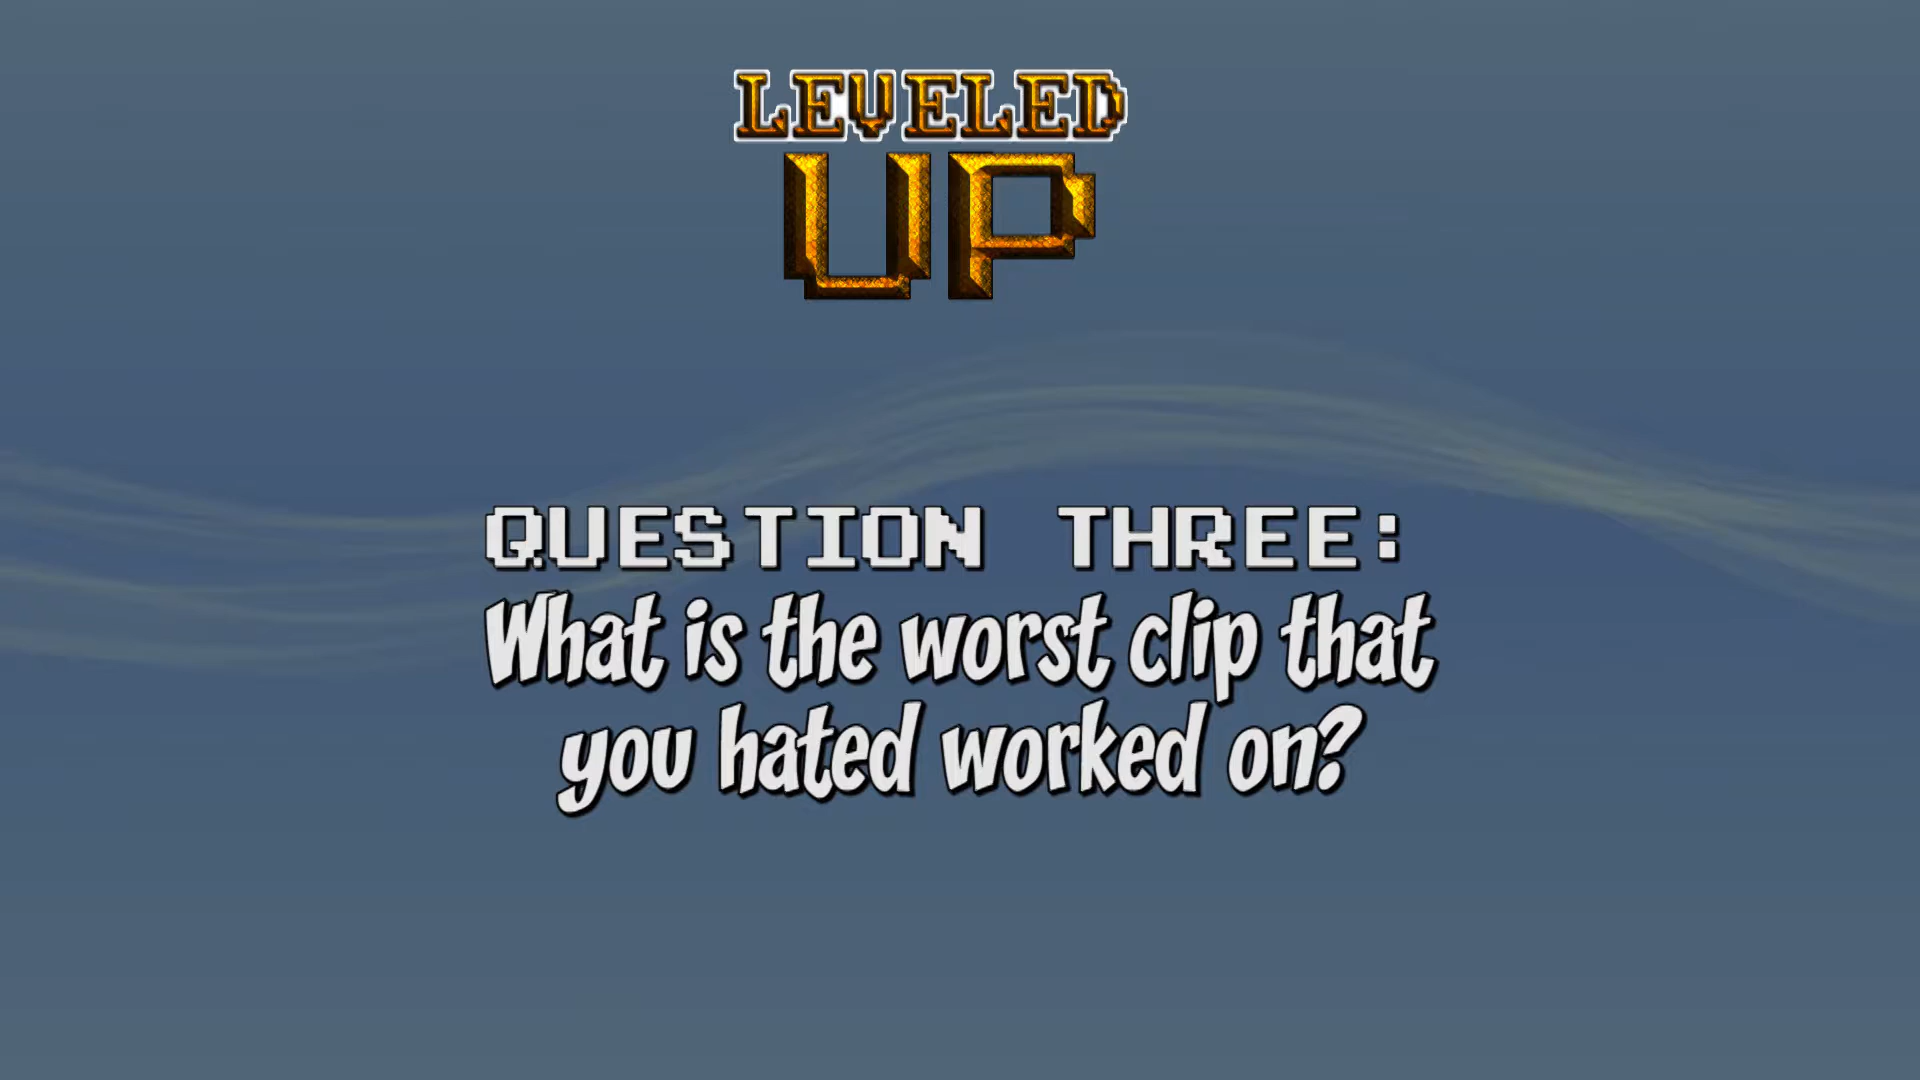 LEVELED
UP
QUESTION THREE:
What is the worst clip that
you hated worked on?